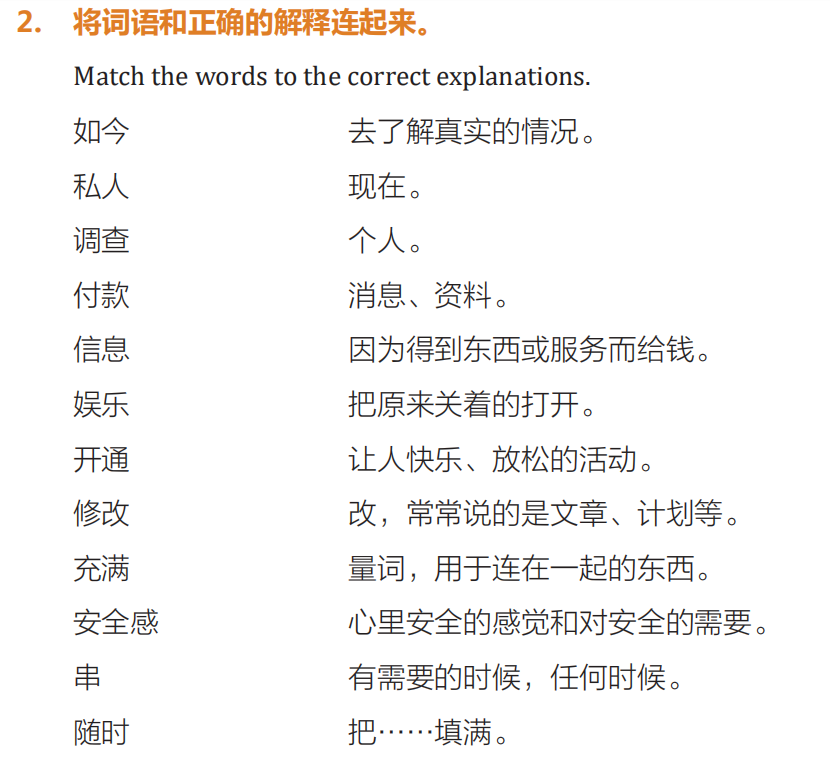 2. 将词语和正确的解释连起来。
Match the words to the correct explanations.
如今 去了解真实的情况。
私人 现在。
调查 个人。
付款 消息、资料。
信息 因为得到东西或服务而给钱。
娱乐 把原来关着的打开。
开通 让人快乐、放松的活动。
修改 改，常常说的是文章、计划等。
充满 量词，用于连在一起的东西。
安全感 心里安全的感觉和对安全的需要。
串 有需要的时候，任何时候。
随时 把……填满。